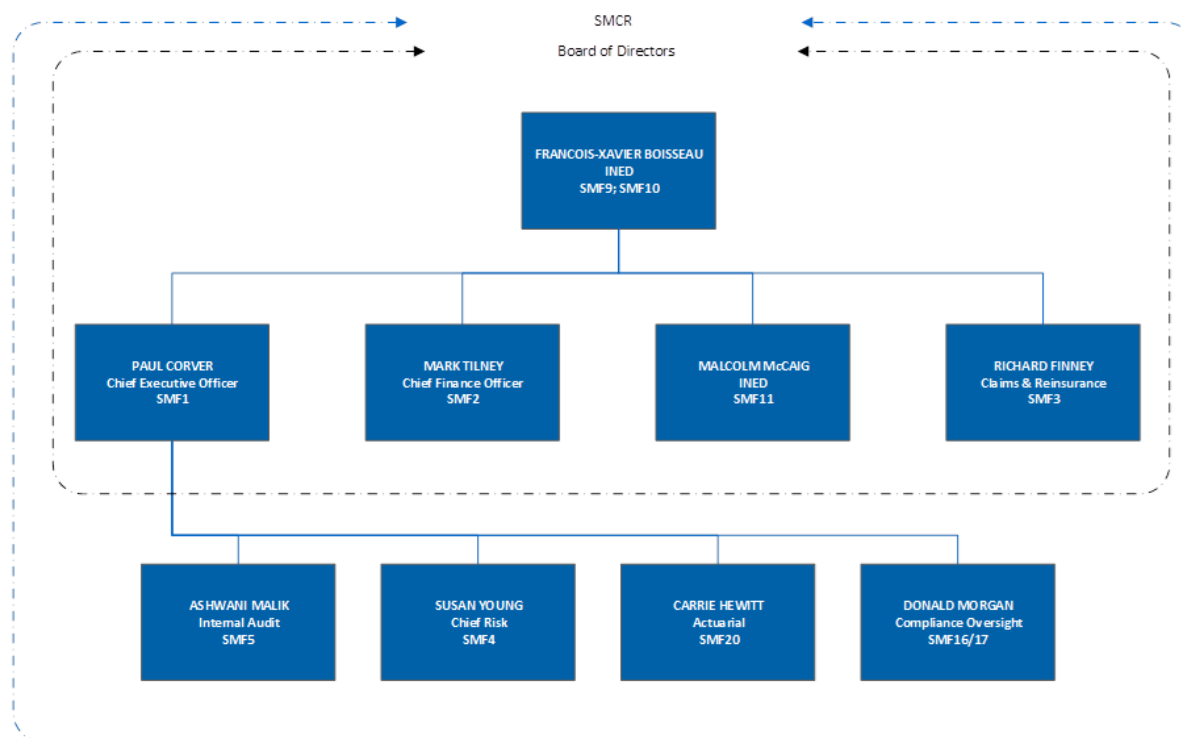 SMCR
Board of Directors
FRANCOIS-XAVIER BOISSEAU
INED
SMF9; SMF10
PAUL CORVER
Chief Executive Officer
SMF1
MARK TILNEY
Chief Finance Officer
SMF2
MALCOLM McCAIG
INED
SMF11
RICHARD FINNEY
Claims & Reinsurance
SMF3
ASHWANI MALIK
Internal Audit
SMF5
SUSAN YOUNG
Chief Risk
SMF4
CARRIE HEWITT
Actuarial
SMF20
DONALD MORGAN
Compliance Oversight
SMF16/17